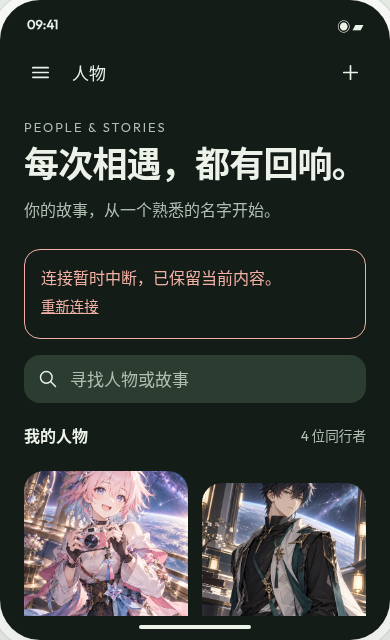 09:41
人物
PEOPLE & STORIES
每次相遇，都有回响。
你的故事，从一个熟悉的名字开始。
连接暂时中断，已保留当前内容。
重新连接
寻找人物或故事
我的人物
4 位同行者